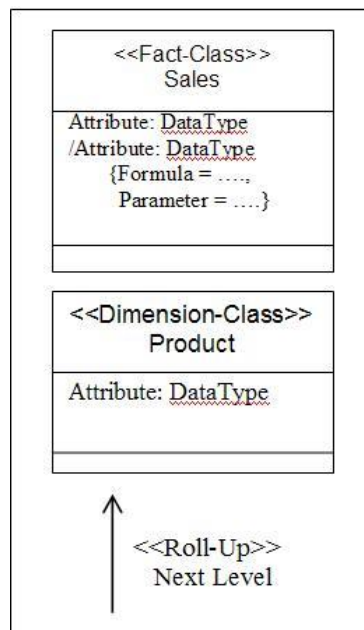 <<Fact-Class>>
Sales
Attribute: DataType
/Attribute: DataType
{Formula = ....,
Parameter = ....}
<<Dimension-Class>>
Product
Attribute: DataType
<<Roll-Up>>
Next Level